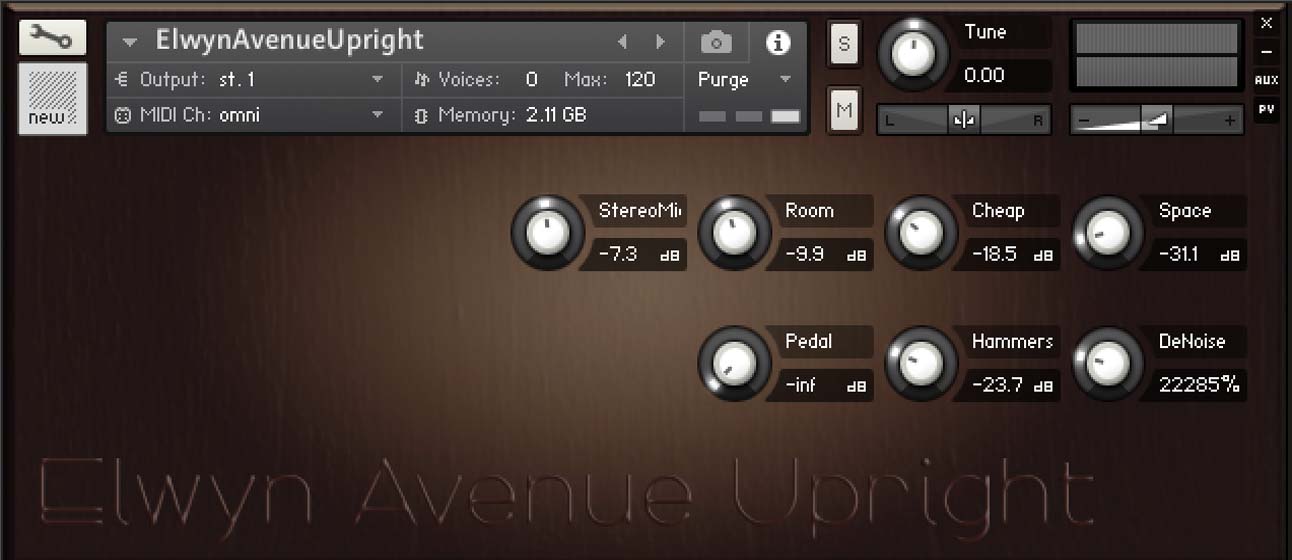 ElwynAvenueUpright
Output: st. 1
Voices: 0 Max: 120
Purge
MIDI Ch: omni
Memory: 2.11 GB
new
S
M
Tune
0.00
L R
- +
x
-
AUX
PV
StereoMi
-7.3 dB
Room
-9.9 dB
Cheap
-18.5 dB
Space
-31.1 dB
Pedal
-inf dB
Hammers
-23.7 dB
DeNoise
22285%
Elwyn Avenue Upright